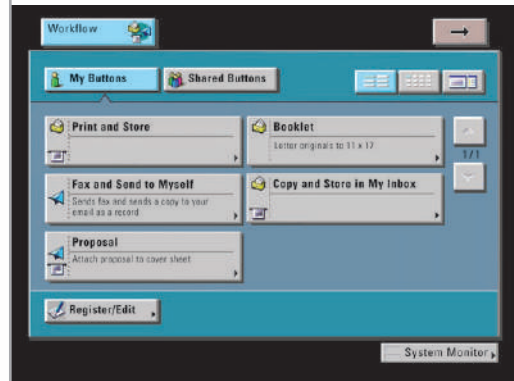 Workflow
My Buttons
Shared Buttons
Print and Store
Booklet
Letter originals to 11 x 17
1/1
Fax and Send to Myself
Sends fax and sends a copy to your
email as a record
Copy and Store in My Inbox
Proposal
Attach proposal to cover sheet
Register/Edit
System Monitor